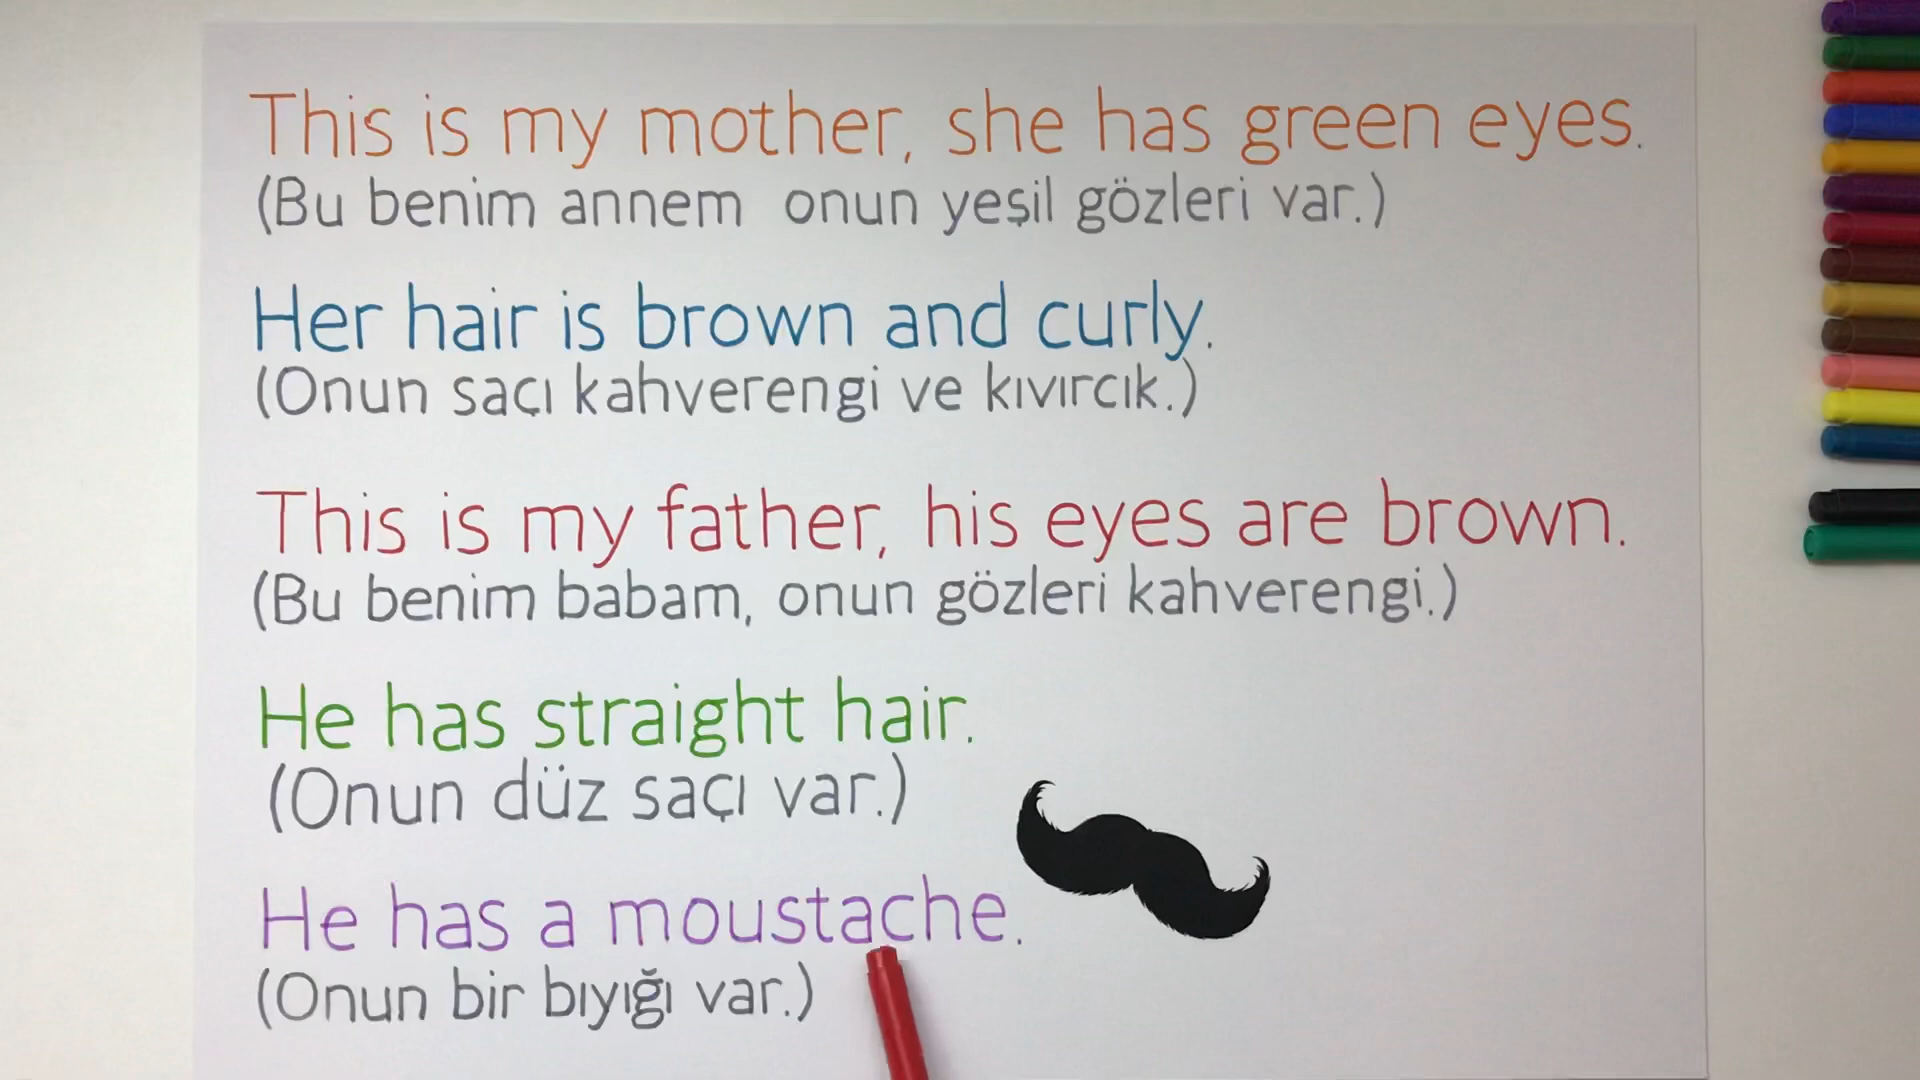 This is my mother, she has green eyes.
(Bu benim annem onun yeşil gözleri var.)
Her hair is brown and curly.
(Onun saçı kahverengi ve kıvırcık.)
This is my father, his eyes are brown.
(Bu benim babam, onun gözleri kahverengi.)
He has straight hair.
(Onun düz saçı var.)
He has a moustache.
(Onun bir bıyığı var.)